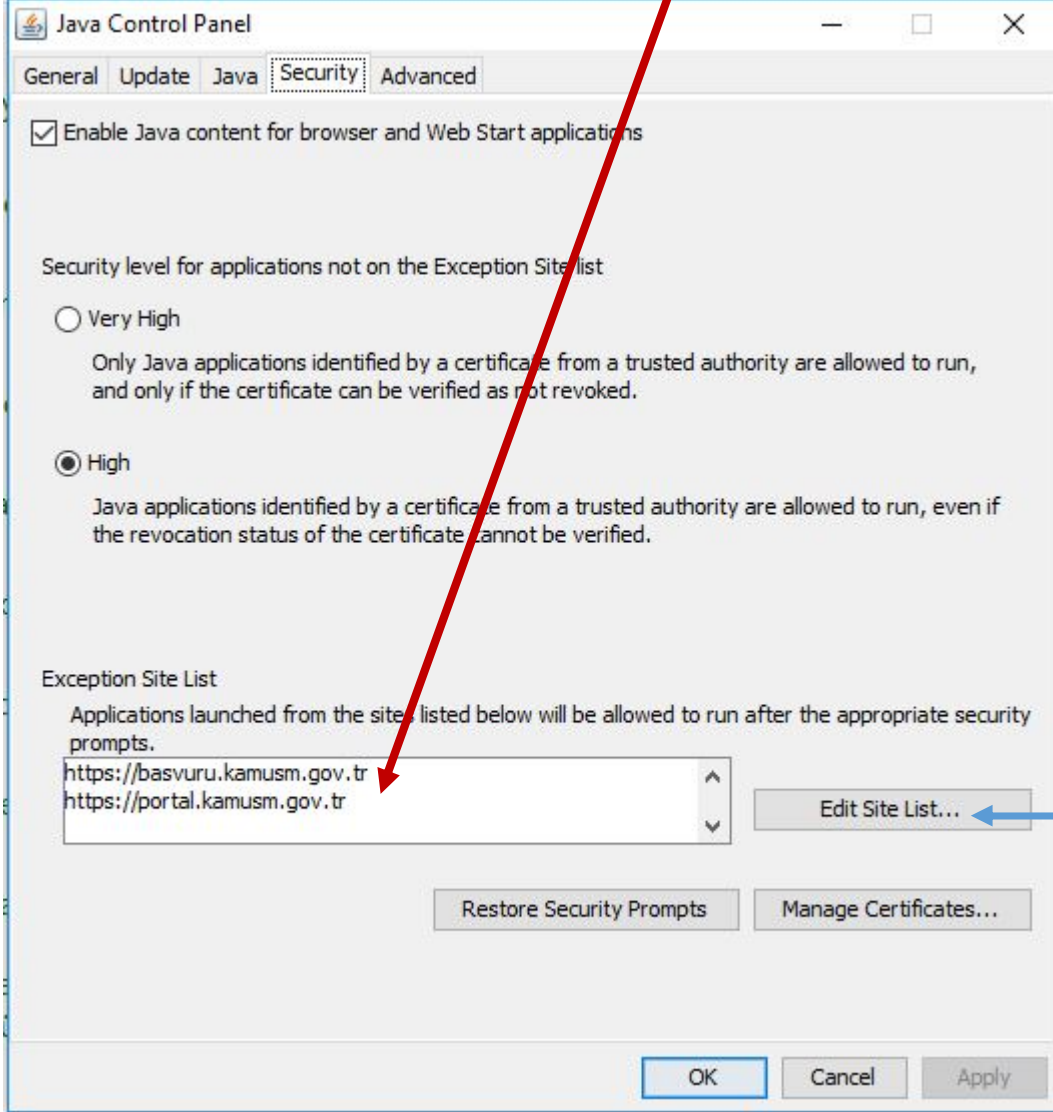 Java Control Panel
General Update Java Security Advanced
Enable Java content for browser and Web Start applications
Security level for applications not on the Exception Site list
Very High
Only Java applications identified by a certificate from a trusted authority are allowed to run,
and only if the certificate can be verified as not revoked.
High
Java applications identified by a certificate from a trusted authority are allowed to run, even if
the revocation status of the certificate cannot be verified.
Exception Site List
Applications launched from the sites listed below will be allowed to run after the appropriate security
prompts.
https://basvuru.kamusm.gov.tr
https://portal.kamusm.gov.tr
Edit Site List...
Restore Security Prompts Manage Certificates...
OK Cancel Apply